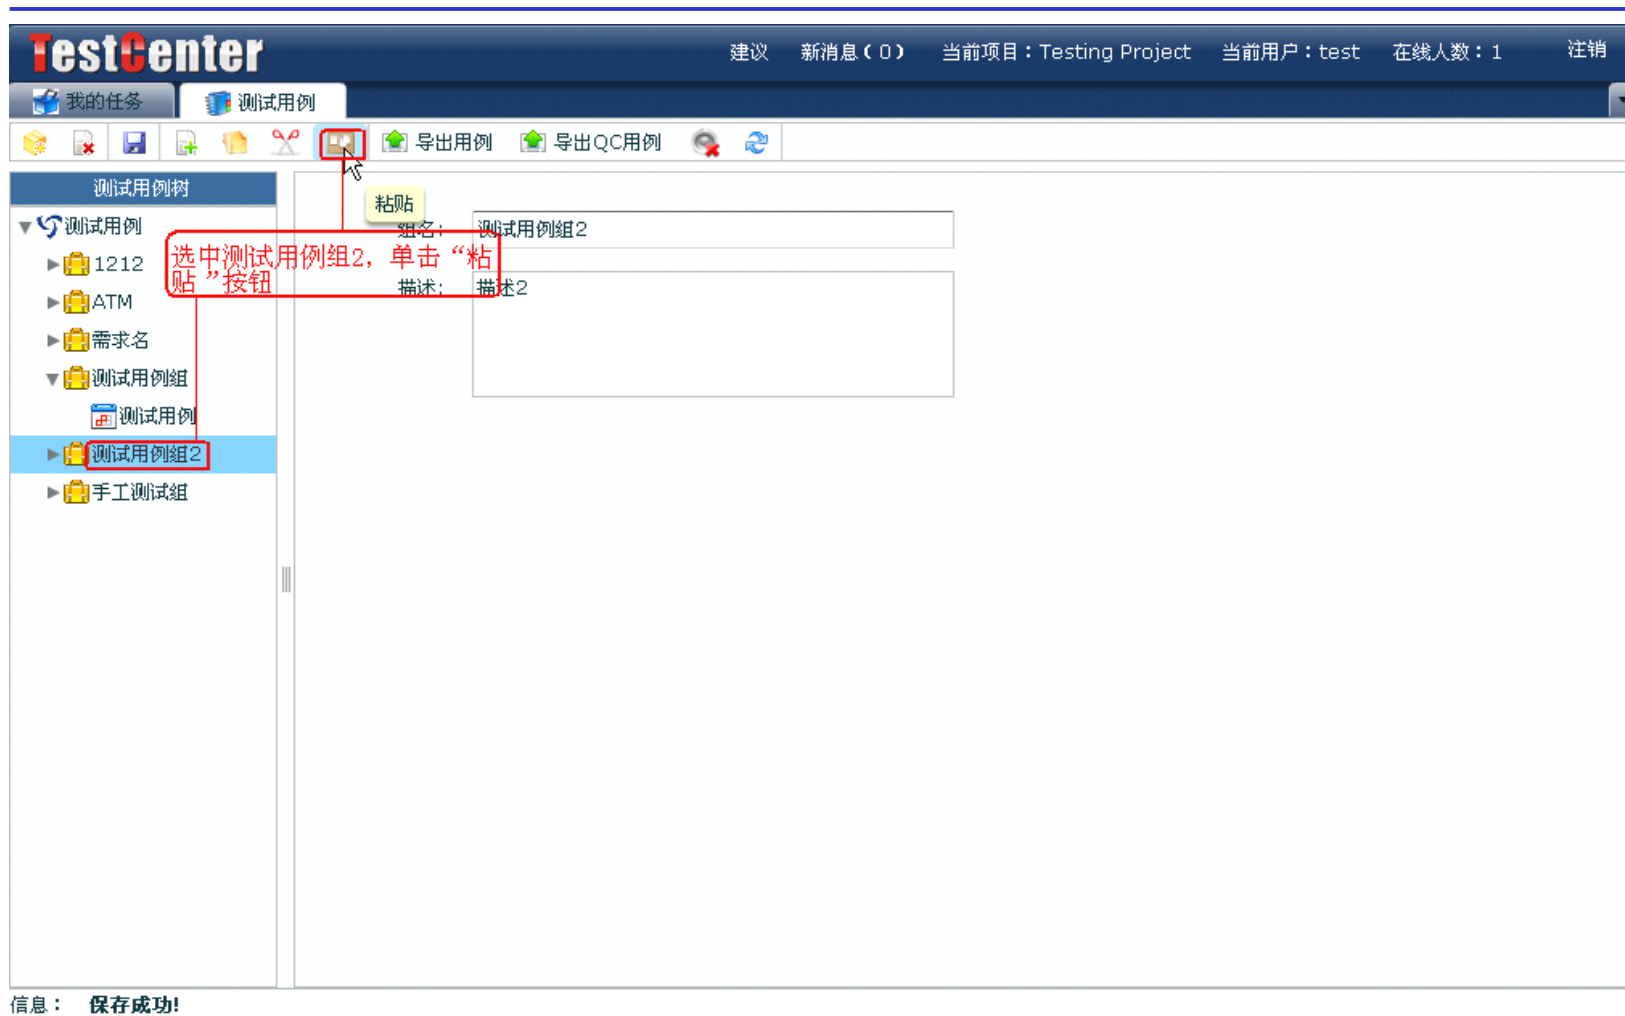 TestCenter
建议 新消息(0) 当前项目:Testing Project 当前用户:test 在线人数:1 注销
我的任务 测试用例
导出用例 导出QC用例
粘贴
测试用例树
测试用例
1212
ATM
需求名
测试用例组
测试用例
测试用例组2
手工测试组
选中测试用例组2，单击“粘
贴”按钮
组名: 测试用例组2
描述: 描述2
信息: 保存成功!